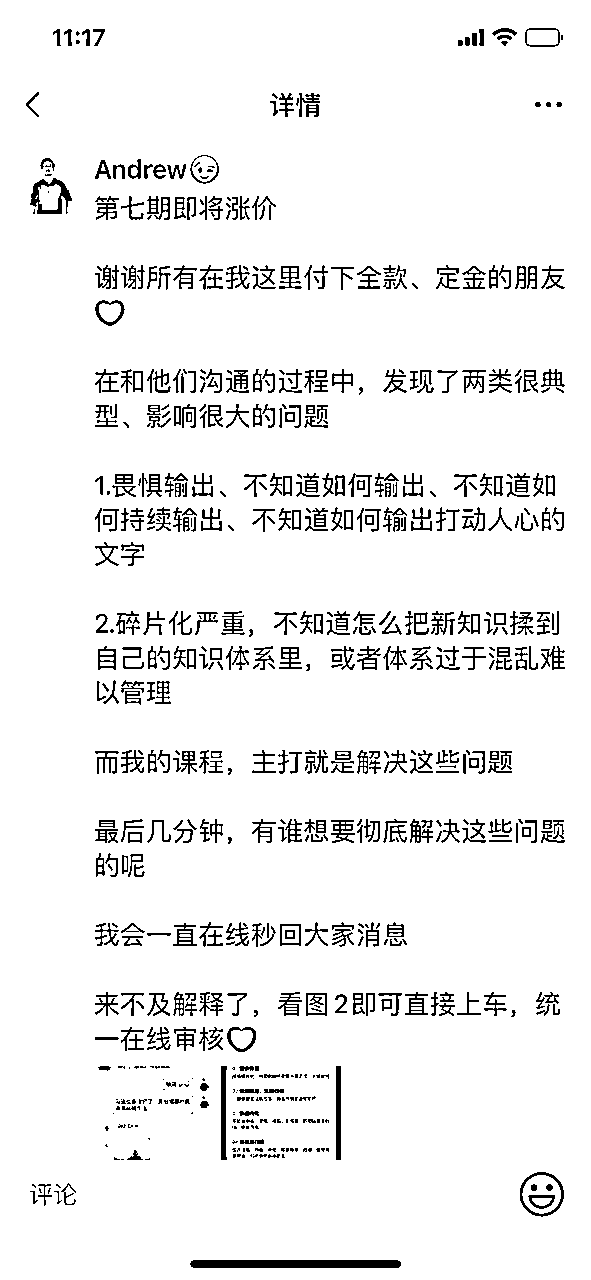 11:17
详情
Andrew😉
第七期即将涨价
谢谢所有在我这里付下全款、定金的朋友
♡
在和他们沟通的过程中，发现了两类很典
型、影响很大的问题
1.畏惧输出、不知道如何输出、不知道如
何持续输出、不知道如何输出打动人心的
文字
2.碎片化严重，不知道怎么把新知识揉到
自己的知识体系里，或者体系过于混乱难
以管理
而我的课程，主打就是解决这些问题
最后几分钟，有谁想要彻底解决这些问题
的呢
我会一直在线秒回大家消息
来不及解释了，看图2即可直接上车，统
一在线审核♡
评论